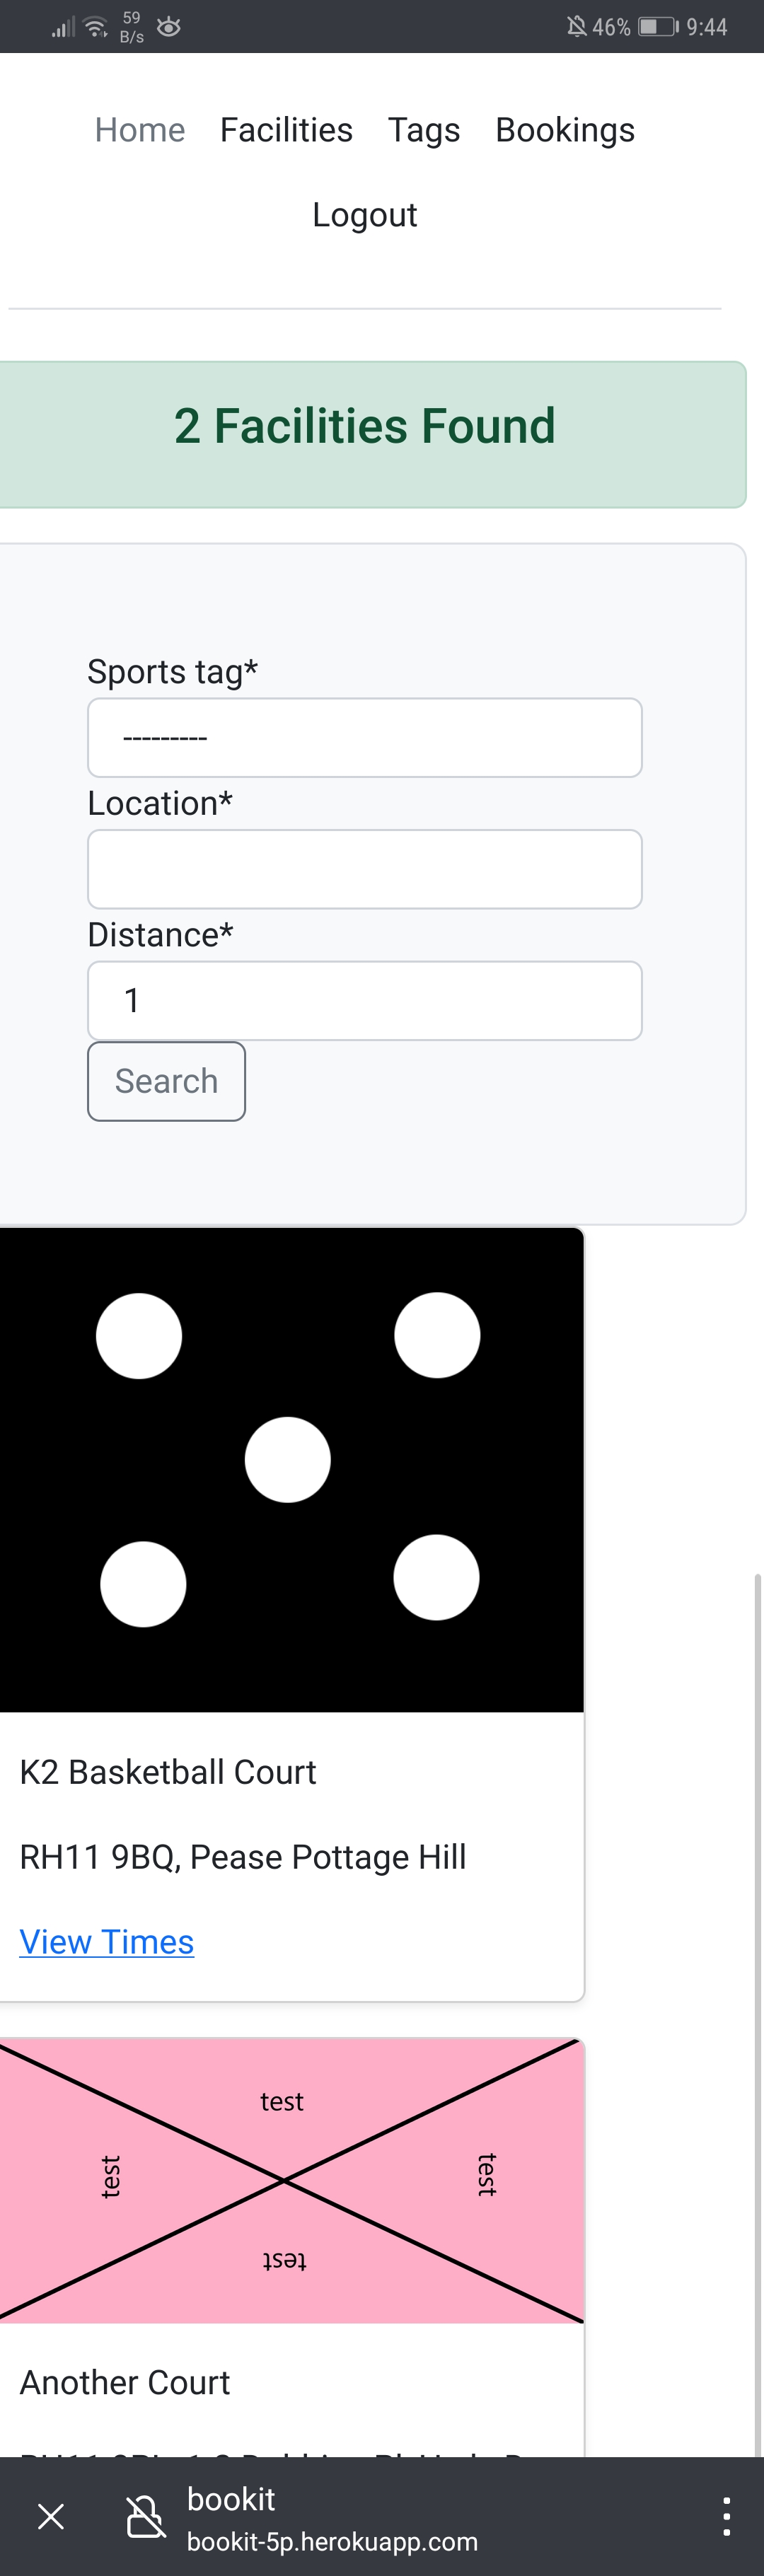 59
B/s
46%
9:44
Home Facilities Tags Bookings
Logout
2 Facilities Found
Sports tag*
---------
Location*
Distance*
1
Search
K2 Basketball Court
RH11 9BQ, Pease Pottage Hill
View Times
test
test
test
test
Another Court
bookit
bookit-5p.herokuapp.com